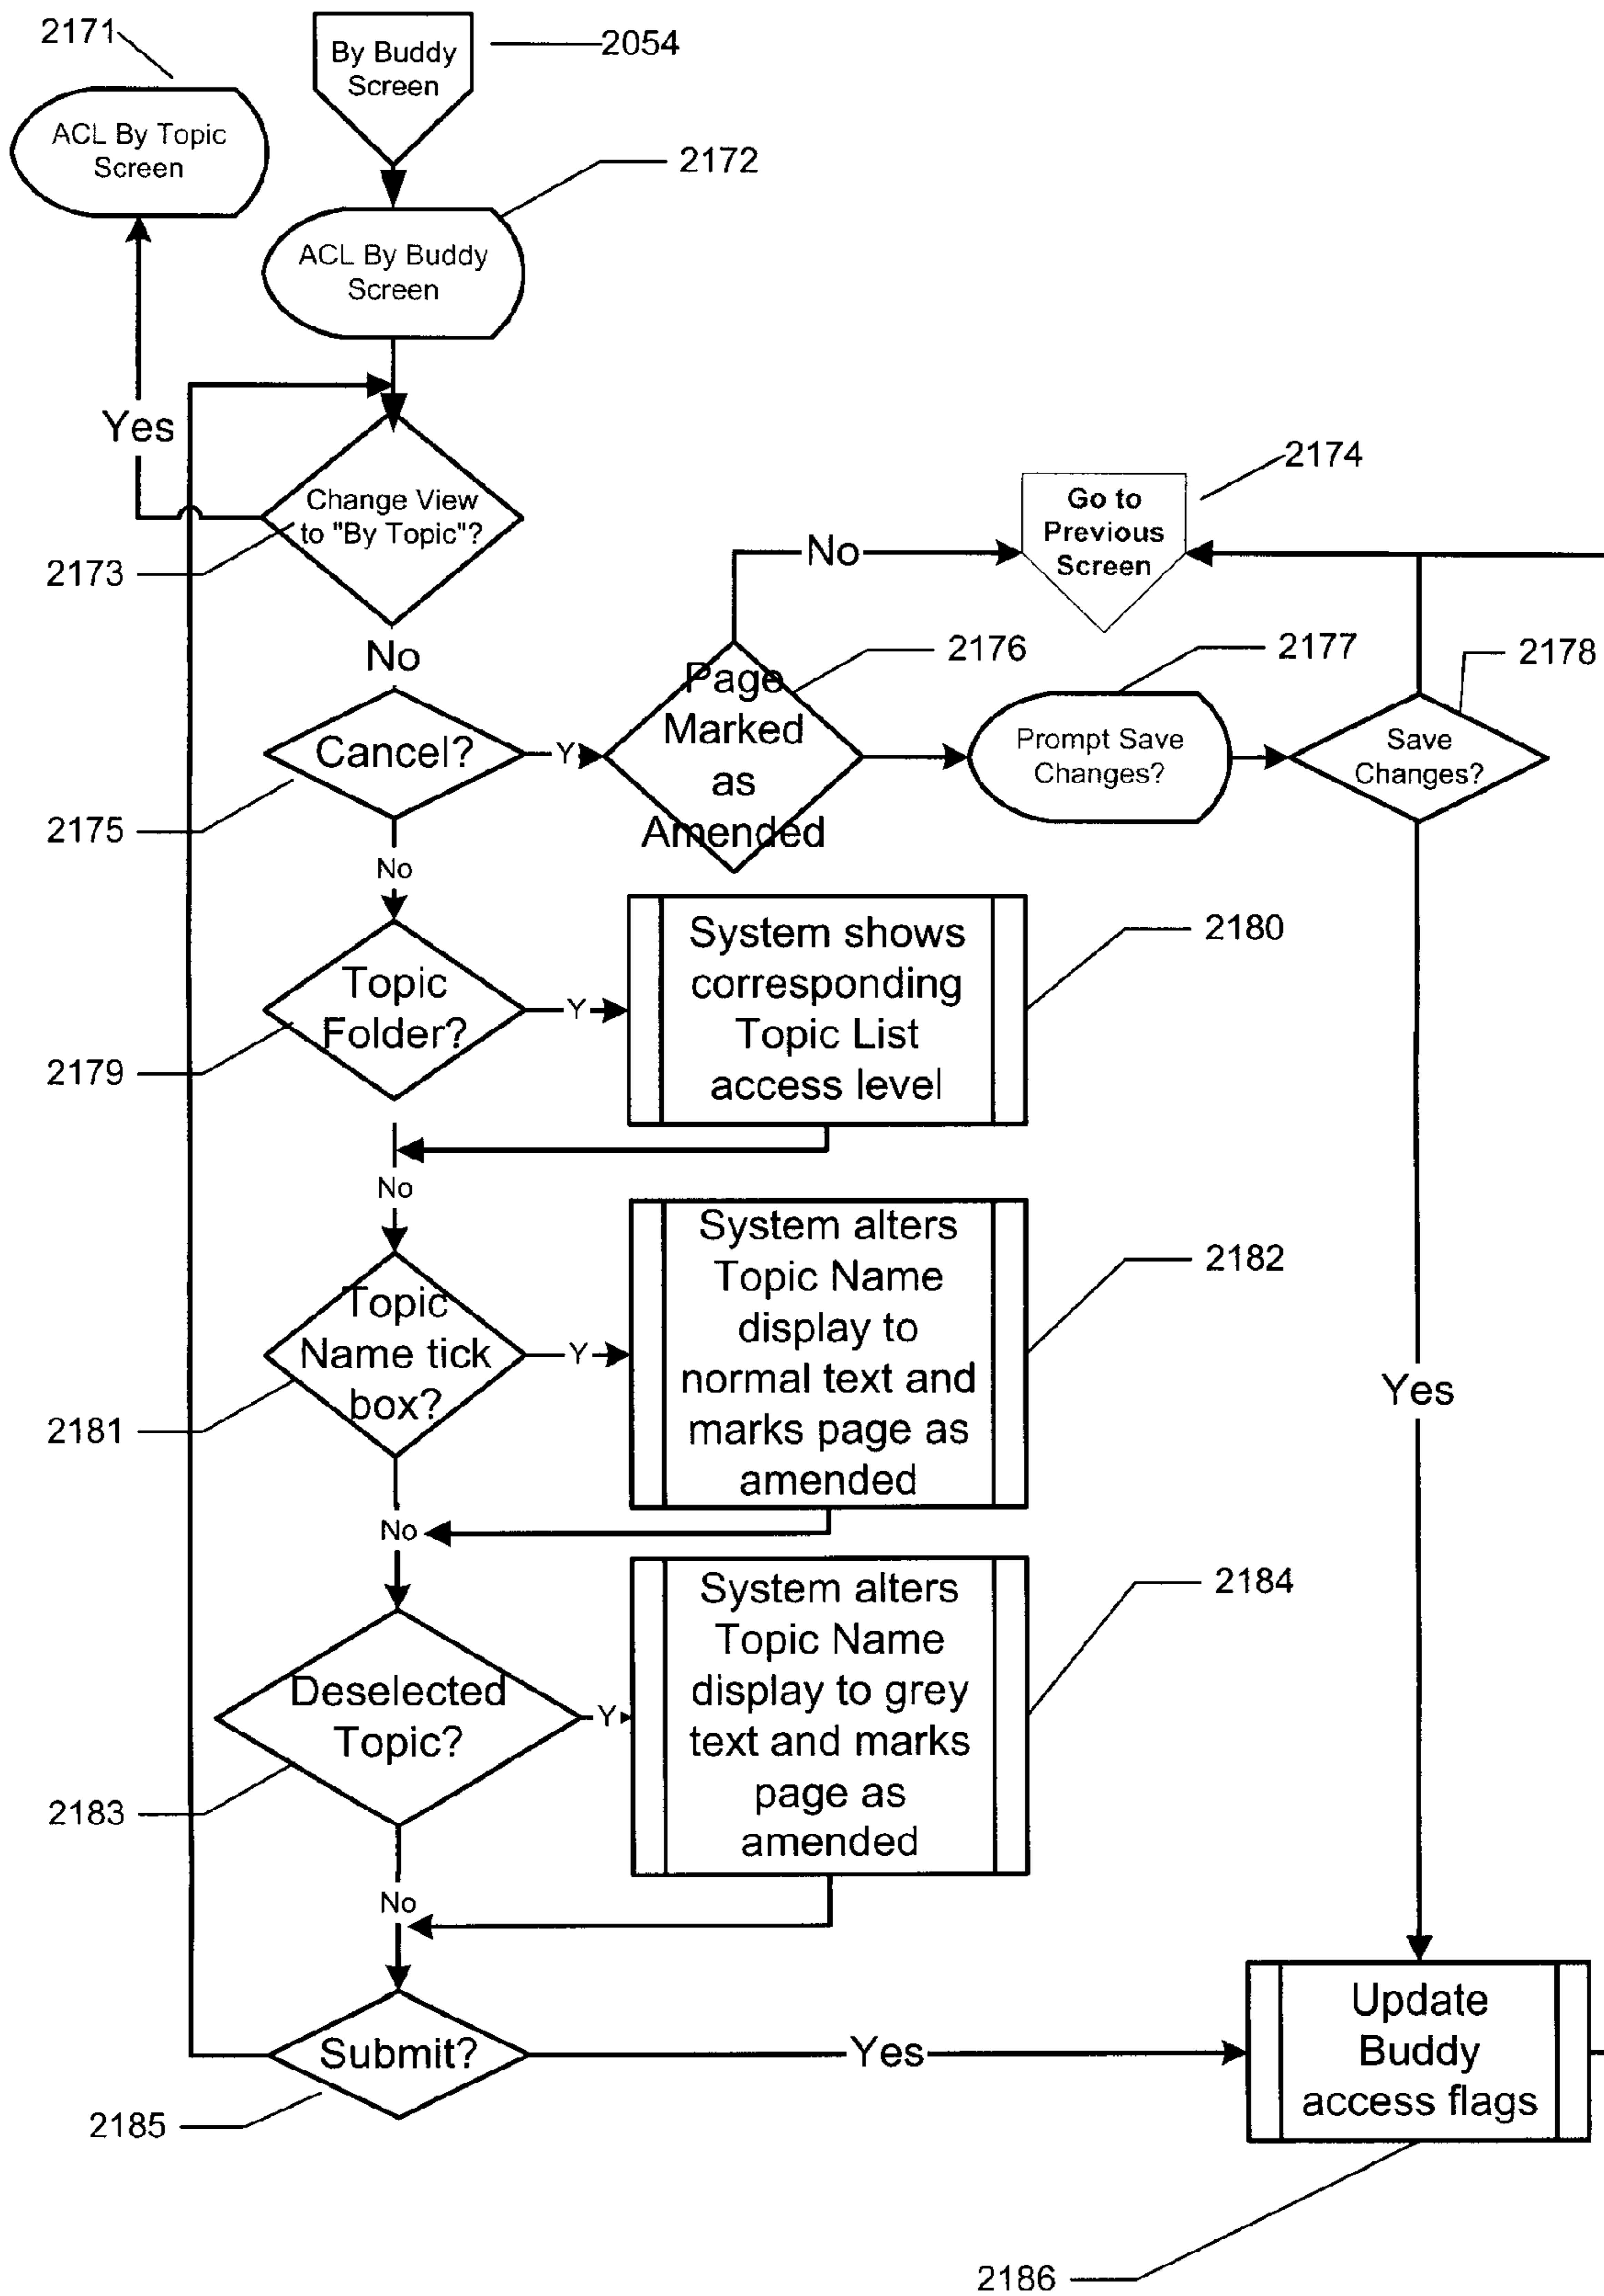 2171
By Buddy
Screen
2054
ACL By Topic
Screen
2172
ACL By Buddy
Screen
Yes
Change View
to "By Topic"?
2173
2174
Go to
Previous
Screen
No
No
2176
2177
2178
Page
Marked
as
Amended
Cancel?
Y
Prompt Save
Changes?
Save
Changes?
2175
No
System shows
corresponding
Topic List
access level
2180
Topic
Folder?
Y
2179
No
System alters
Topic Name
display to
normal text and
marks page as
amended
2182
Topic
Name tick
box?
Y
2181
Yes
No
System alters
Topic Name
display to grey
text and marks
page as
amended
2184
Deselected
Topic?
Y
2183
No
Submit?
Yes
Update
Buddy
access flags
2185
2186